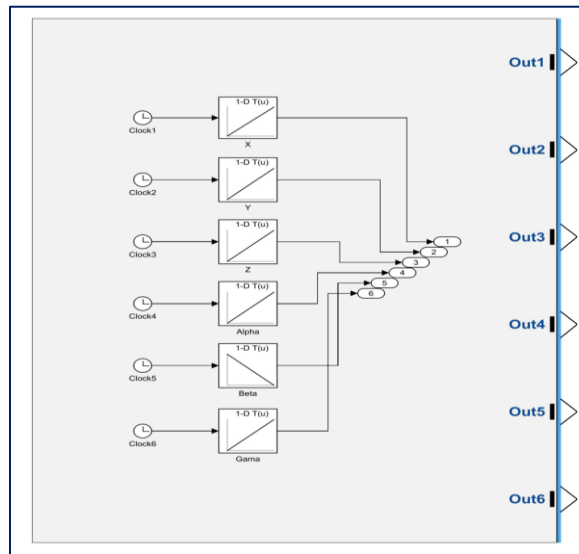 Out1
1-D T(u)
Clock1
X
Out2
1-D T(u)
Clock2
Y
1-D T(u)
Out3
1
2
3
4
5
6
Clock3
Z
1-D T(u)
Clock4
Alpha
Out4
1-D T(u)
Clock5
Beta
Out5
1-D T(u)
Clock6
Gama
Out6